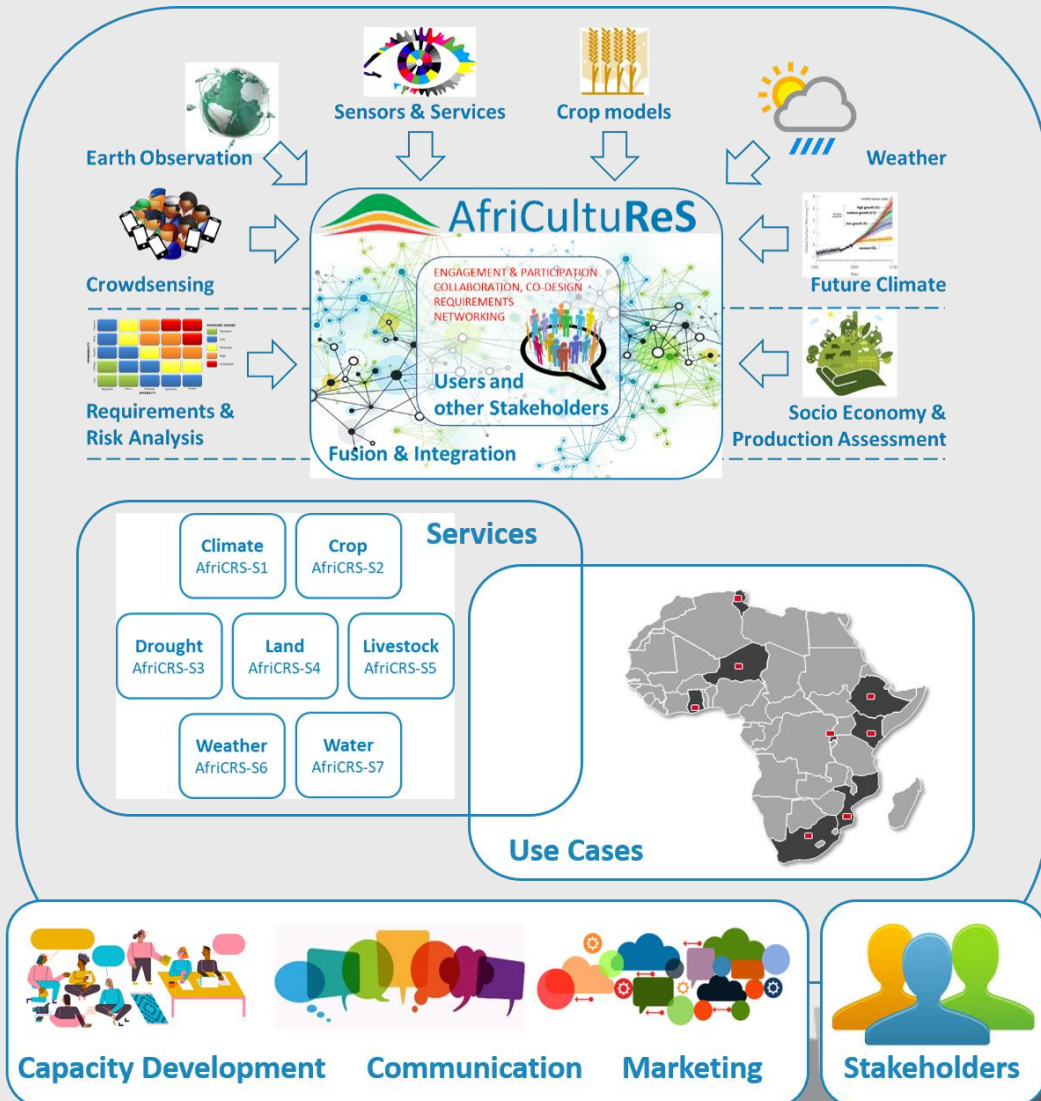 Sensors & Services
Crop models
Earth Observation
Weather
AfriCultuReS
Crowdsensing
Future Climate
ENGAGEMENT & PARTICIPATION
COLLABORATION, CO-DESIGN
REQUIREMENTS
NETWORKING
Users and
other Stakeholders
Fusion & Integration
Requirements &
Risk Analysis
Socio Economy &
Production Assessment
Services
Climate
AfriCRS-S1
Crop
AfriCRS-S2
Drought
AfriCRS-S3
Land
AfriCRS-S4
Livestock
AfriCRS-S5
Weather
AfriCRS-S6
Water
AfriCRS-S7
Use Cases
Capacity Development
Communication
Marketing
Stakeholders